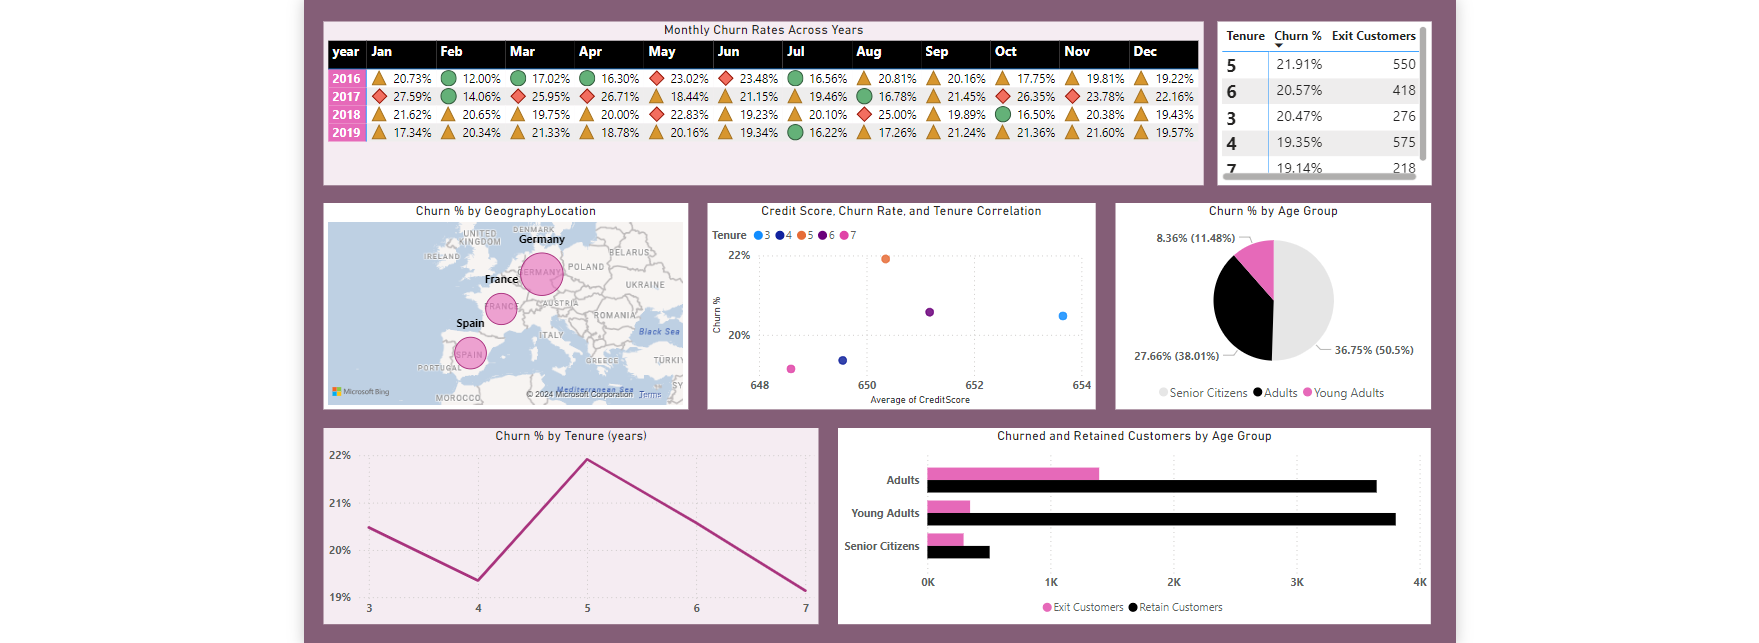 Monthly Churn Rates Across Years
year Jan Feb Mar Apr May Jun Jul Aug Sep Oct Nov Dec
2016 20.73% 12.00% 17.02% 16.30% 23.02% 23.48% 16.56% 20.81% 20.16% 17.75% 19.81% 19.22%
2017 27.59% 14.06% 25.95% 26.71% 18.44% 21.15% 19.46% 16.78% 21.45% 26.35% 23.78% 22.16%
2018 21.62% 20.65% 19.75% 20.00% 22.83% 19.23% 20.10% 25.00% 19.89% 16.50% 20.38% 19.43%
2019 17.34% 20.34% 21.33% 18.78% 20.16% 19.34% 16.22% 17.26% 21.24% 21.36% 21.60% 19.57%
Tenure Churn % Exit Customers
5 21.91% 550
6 20.57% 418
3 20.47% 276
4 19.35% 575
7 19.14% 218
Churn % by GeographyLocation
UNITED
KINGDOM
DENMARK
Germany
IRELAND
BELARUS
GERMANY
POLAND
France
UKRAINE
FRANCE
AUSTRIA
ROMANIA
Spain
ITALY
Black Sea
SPAIN
PORTUGAL
GREECE
TÜRKIY
Microsoft Bing
Mediterranean Sea
SY
© 2024 Microsoft Corporation Terms
MOROCCO
Credit Score, Churn Rate, and Tenure Correlation
Tenure 3 4 5 6 7
22%
20%
Churn %
648 650 652 654
Average of CreditScore
Churn % by Age Group
8.36% (11.48%)
27.66% (38.01%)
36.75% (50.5%)
Senior Citizens Adults Young Adults
Churn % by Tenure (years)
22%
21%
20%
19%
3 4 5 6 7
Churned and Retained Customers by Age Group
Adults
Young Adults
Senior Citizens
0K 1K 2K 3K 4K
Exit Customers Retain Customers